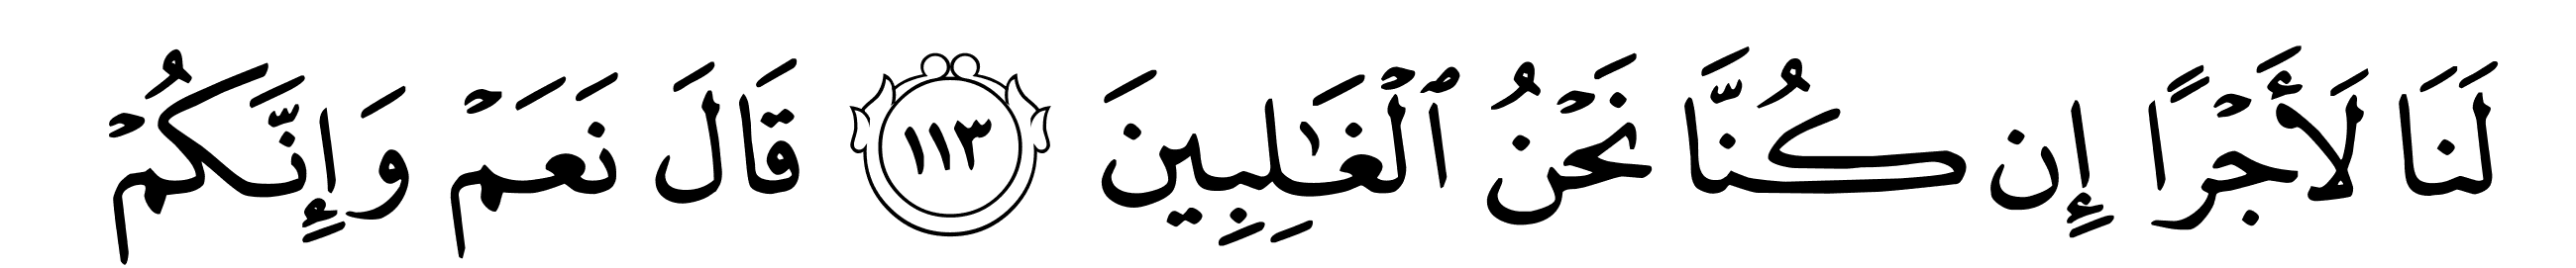 لَنَا لَأَجْرًا إِن كُنَّا نَحْنُ ٱلْغَـٰلِبِينَ ١١٣ قَالَ نَعَمْ وَإِنَّكُمْ